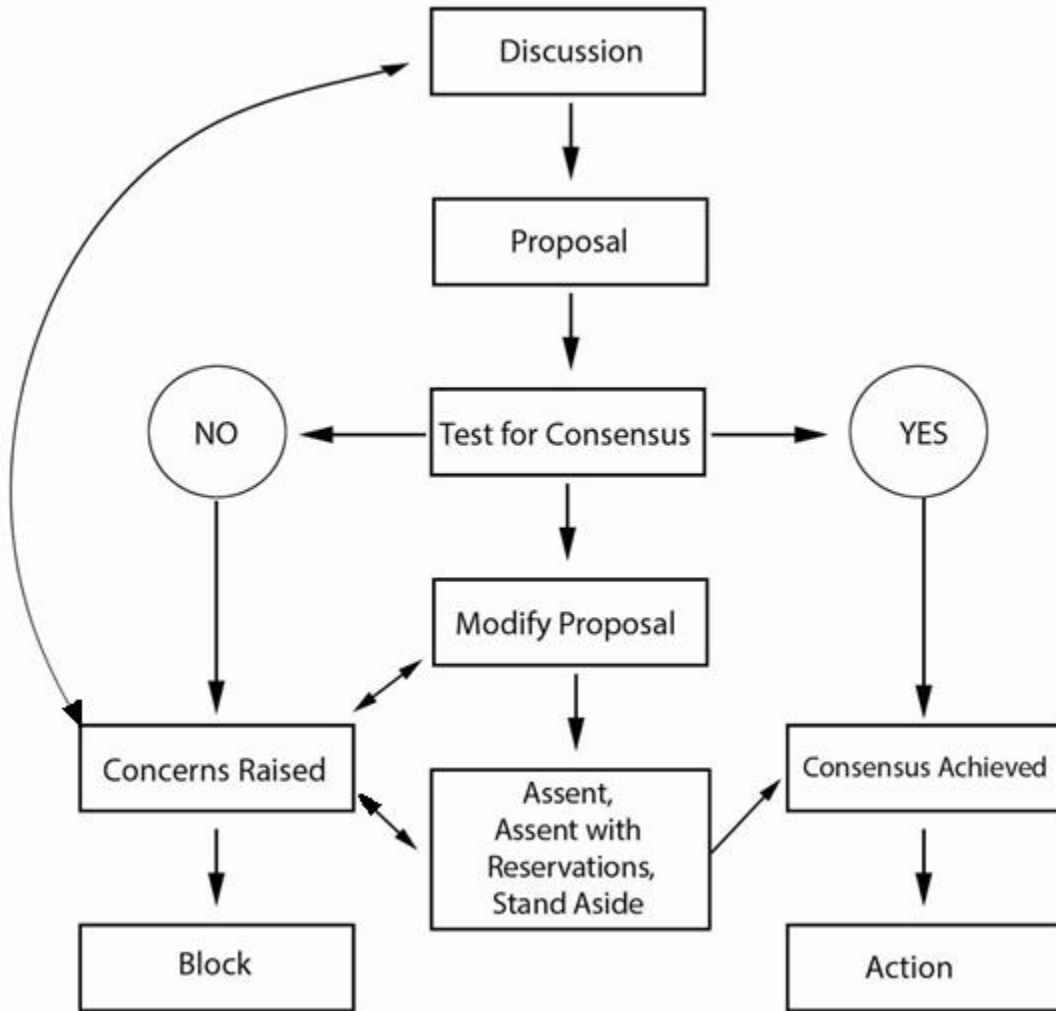 Discussion
Proposal
NO
Test for Consensus
YES
Modify Proposal
Concerns Raised
Assent,
Assent with
Reservations,
Stand Aside
Consensus Achieved
Block
Action